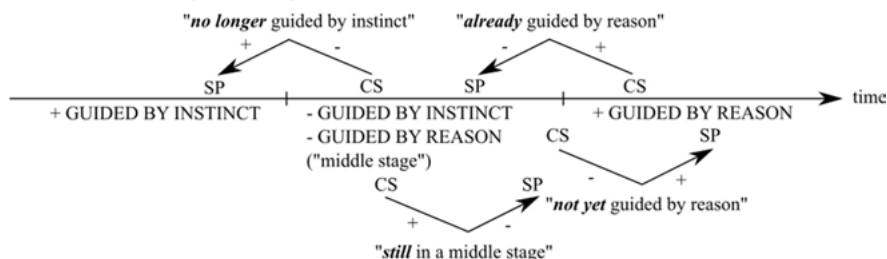 "no longer guided by instinct" "already guided by reason"
+ - - +
SP CS SP CS
time
+ GUIDED BY INSTINCT - GUIDED BY INSTINCT + GUIDED BY REASON
- GUIDED BY REASON CS SP
("middle stage")
CS SP - +
"not yet guided by reason"
+ -
"still in a middle stage"